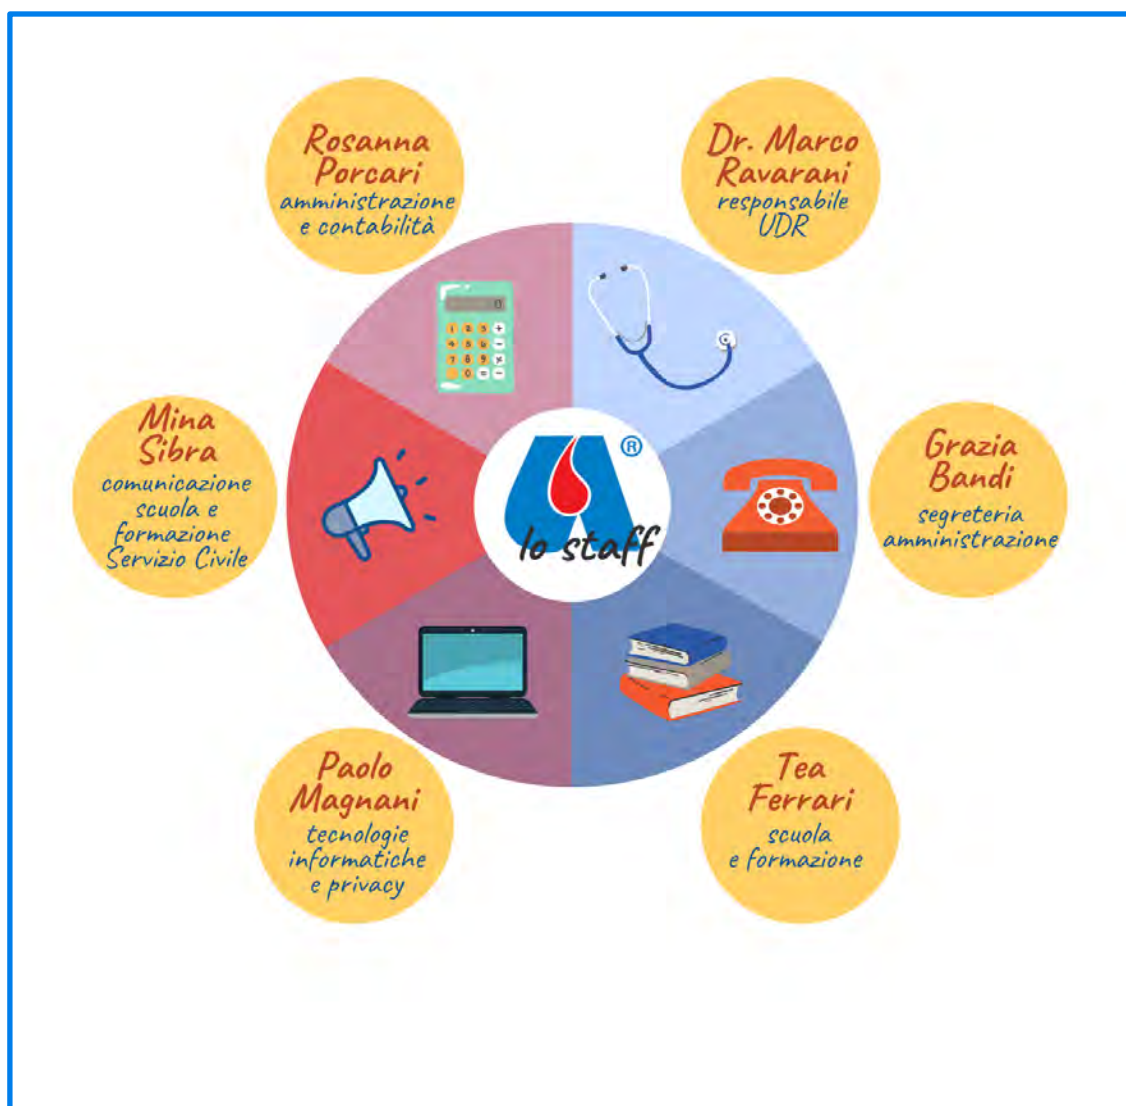 Rosanna
Porcari
amministrazione
e contabilità
Dr. Marco
Ravarani
responsabile
UDR
Mina
Sibra
comunicazione
scuola e
formazione
Servizio Civile
®
lo staff
Grazia
Bandi
segreteria
amministrazione
Paolo
Magnani
tecnologie
informatiche
e privacy
Tea
Ferrari
scuola
e formazione